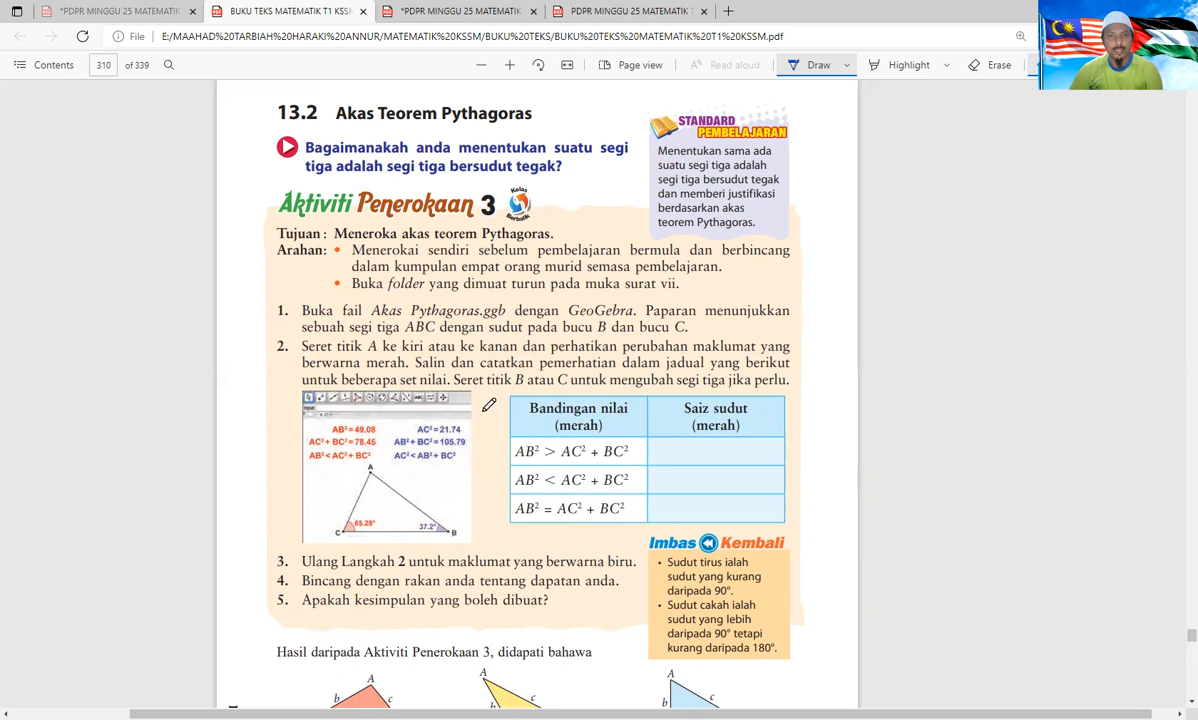 *PDPR MINGGU 25 MATEMATIK
BUKU TEKS MATEMATIK T1 KSSM
*PDPR MINGGU 25 MATEMATIK
PDPR MINGGU 25 MATEMATIK T
File
E:/MAAHAD%20TARBIAH%20HARAKI%20ANNUR/MATEMATIK%20KSSM/BUKU%20TEKS/BUKU%20TEKS%20MATEMATIK%20T1%20KSSM.pdf
Contents
310 of 339
Page view
Read aloud
Draw
Highlight
Erase
13.2 Akas Teorem Pythagoras
Bagaimanakah anda menentukan suatu segi
tiga adalah segi tiga bersudut tegak?
STANDARD
PEMBELAJARAN
Menentukan sama ada
suatu segi tiga adalah
segi tiga bersudut tegak
dan memberi justifikasi
berdasarkan akas
teorem Pythagoras.
Aktiviti Penerokaan 3
Kelas
Berbalik
Tujuan : Meneroka akas teorem Pythagoras.
Arahan: • Menerokai sendiri sebelum pembelajaran bermula dan berbincang
dalam kumpulan empat orang murid semasa pembelajaran.
• Buka folder yang dimuat turun pada muka surat vii.
1. Buka fail Akas Pythagoras.ggb dengan GeoGebra. Paparan menunjukkan
sebuah segi tiga ABC dengan sudut pada bucu B dan bucu C.
2. Seret titik A ke kiri atau ke kanan dan perhatikan perubahan maklumat yang
berwarna merah. Salin dan catatkan pemerhatian dalam jadual yang berikut
untuk beberapa set nilai. Seret titik B atau C untuk mengubah segi tiga jika perlu.
AB² = 49.08 AC² = 21.74
AC² + BC² = 78.45 AB² + BC² = 105.79
AB² < AC² + BC² AC² < AB² + BC²
A
65.28° 37.2°
C B
Bandingan nilai
(merah)
Saiz sudut
(merah)
AB² > AC² + BC²
AB² < AC² + BC²
AB² = AC² + BC²
3. Ulang Langkah 2 untuk maklumat yang berwarna biru.
4. Bincang dengan rakan anda tentang dapatan anda.
5. Apakah kesimpulan yang boleh dibuat?
Imbas Kembali
• Sudut tirus ialah
sudut yang kurang
daripada 90°.
• Sudut cakah ialah
sudut yang lebih
daripada 90° tetapi
kurang daripada 180°.
Hasil daripada Aktiviti Penerokaan 3, didapati bahawa
A A A
b c c b c